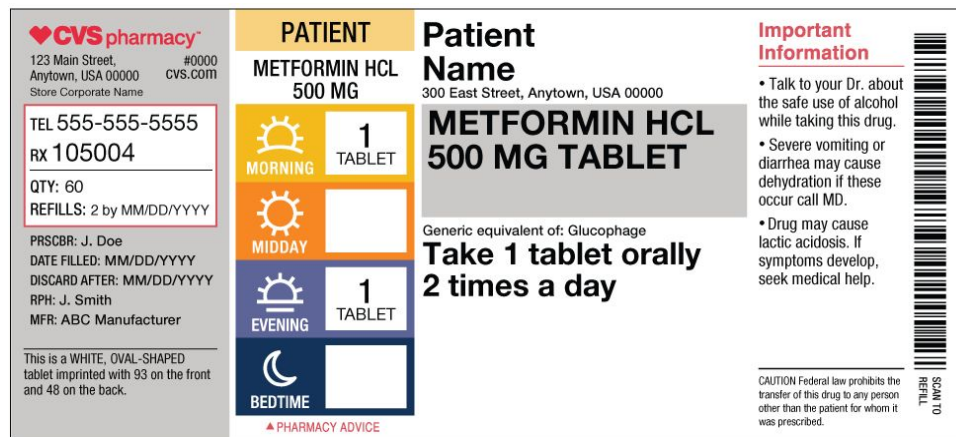 CVS pharmacy
123 Main Street, #0000
Anytown, USA 00000 cvs.com
Store Corporate Name
TEL 555-555-5555
RX 105004
QTY: 60
REFILLS: 2 by MM/DD/YYYY
PRSCBR: J. Doe
DATE FILLED: MM/DD/YYYY
DISCARD AFTER: MM/DD/YYYY
RPH: J. Smith
MFR: ABC Manufacturer
This is a WHITE, OVAL-SHAPED
tablet imprinted with 93 on the front
and 48 on the back.
PATIENT
METFORMIN HCL
500 MG
MORNING
1
TABLET
MIDDAY
EVENING
1
TABLET
BEDTIME
▲ PHARMACY ADVICE
Patient
Name
300 East Street, Anytown, USA 00000
METFORMIN HCL
500 MG TABLET
Generic equivalent of: Glucophage
Take 1 tablet orally
2 times a day
Important
Information
• Talk to your Dr. about
the safe use of alcohol
while taking this drug.
• Severe vomiting or
diarrhea may cause
dehydration if these
occur call MD.
• Drug may cause
lactic acidosis. If
symptoms develop,
seek medical help.
CAUTION Federal law prohibits the
transfer of this drug to any person
other than the patient for whom it
was prescribed.
SCAN TO
REFILL